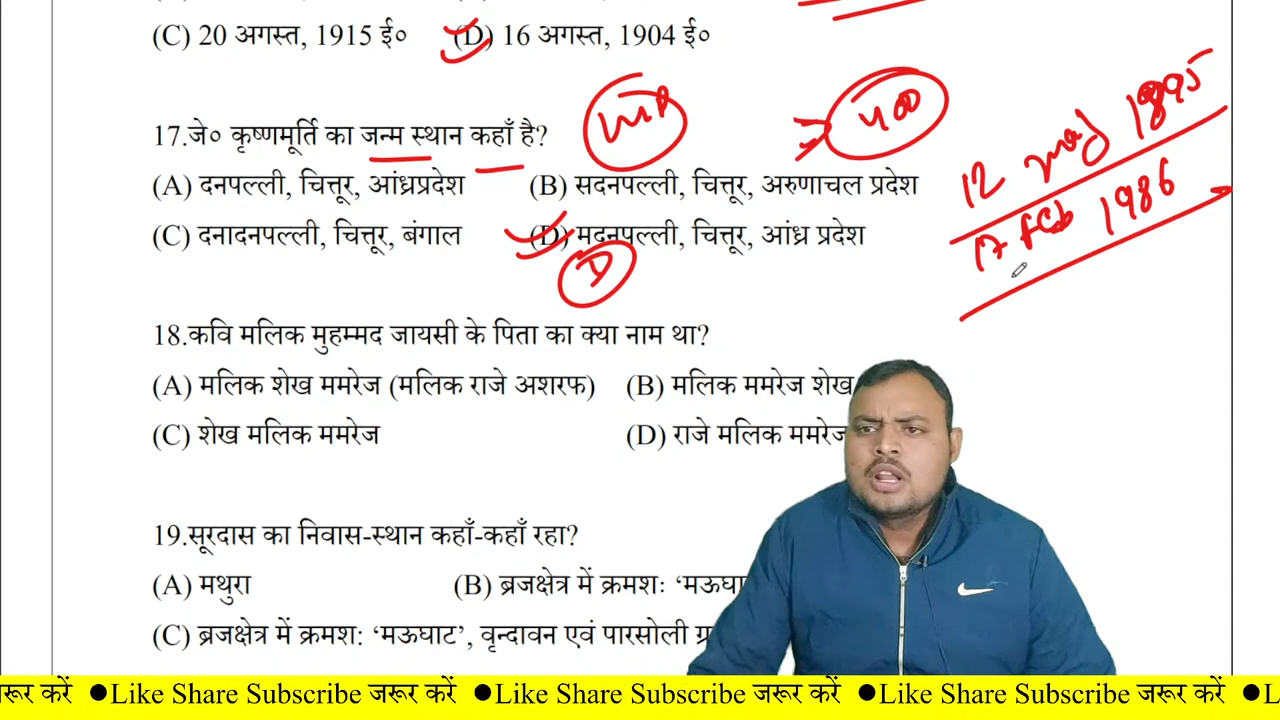 (C) 20 अगस्त, 1915 ई० (D) 16 अगस्त, 1904 ई०
17.जे० कृष्णमूर्ति का जन्म स्थान कहाँ है?
(A) दनपल्ली, चित्तूर, आंध्रप्रदेश (B) सदनपल्ली, चित्तूर, अरुणाचल प्रदेश
(C) दनादनपल्ली, चित्तूर, बंगाल (D) मदनपल्ली, चित्तूर, आंध्र प्रदेश
D
12 may 1895
17 Feb 1986
18.कवि मलिक मुहम्मद जायसी के पिता का क्या नाम था?
(A) मलिक शेख ममरेज (मलिक राजे अशरफ) (B) मलिक ममरेज शेख
(C) शेख मलिक ममरेज (D) राजे मलिक ममरेज
19.सूरदास का निवास-स्थान कहाँ-कहाँ रहा?
(A) मथुरा (B) ब्रजक्षेत्र में क्रमशः ‘मऊघा
(C) ब्रजक्षेत्र में क्रमश: ‘मऊघाट’, वृन्दावन एवं पारसोली ग्र
जरूर करें ●Like Share Subscribe जरूर करें ●Like Share Subscribe जरूर करें ●Like Share Subscribe जरूर करें ●L